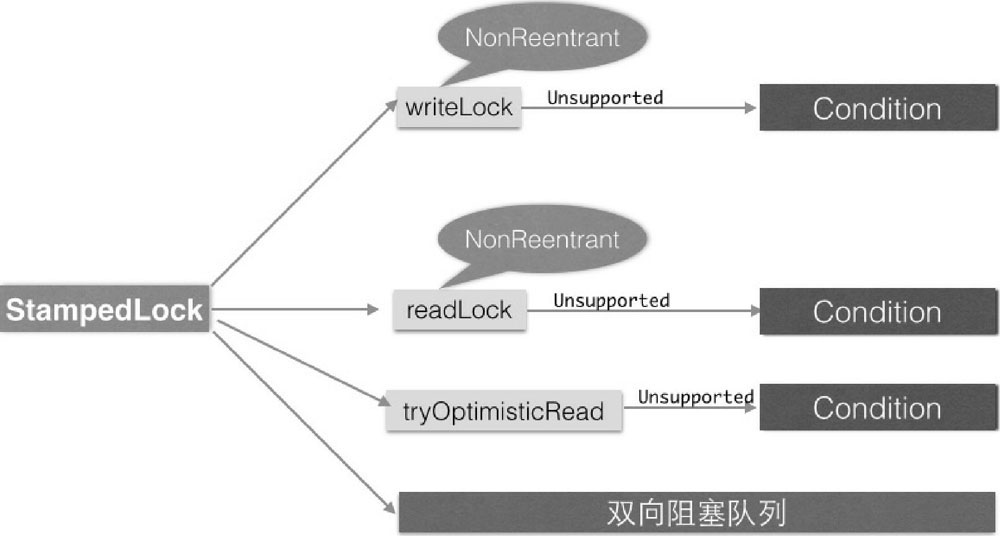 NonReentrant
writeLock
Unsupported
Condition
NonReentrant
StampedLock
readLock
Unsupported
Condition
tryOptimisticRead
Unsupported
Condition
双向阻塞队列